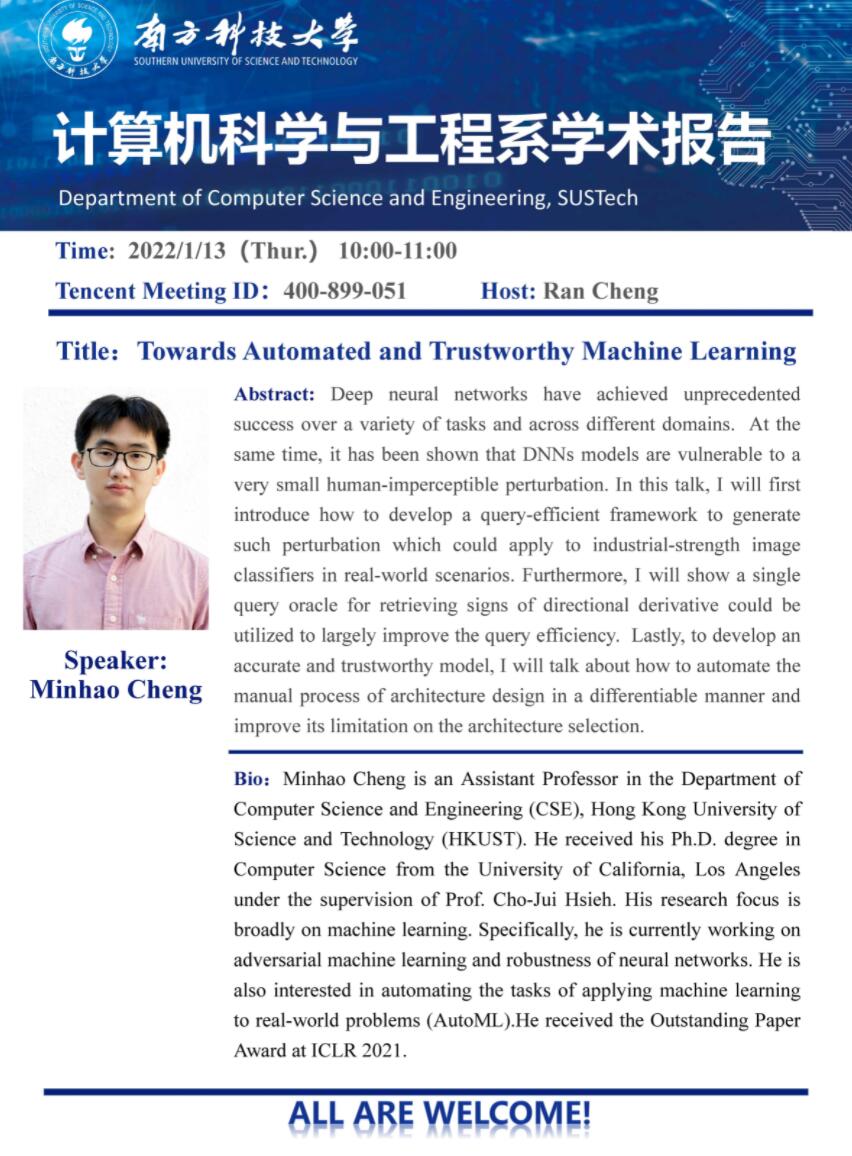 南方科技大学
SOUTHERN UNIVERSITY OF SCIENCE AND TECHNOLOGY
计算机科学与工程系学术报告
Department of Computer Science and Engineering, SUSTech
Time: 2022/1/13（Thur.） 10:00-11:00
Tencent Meeting ID：400-899-051 Host: Ran Cheng
Title：Towards Automated and Trustworthy Machine Learning
Speaker:
Minhao Cheng
Abstract: Deep neural networks have achieved unprecedented
success over a variety of tasks and across different domains. At the
same time, it has been shown that DNNs models are vulnerable to a
very small human-imperceptible perturbation. In this talk, I will first
introduce how to develop a query-efficient framework to generate
such perturbation which could apply to industrial-strength image
classifiers in real-world scenarios. Furthermore, I will show a single
query oracle for retrieving signs of directional derivative could be
utilized to largely improve the query efficiency. Lastly, to develop an
accurate and trustworthy model, I will talk about how to automate the
manual process of architecture design in a differentiable manner and
improve its limitation on the architecture selection.
Bio：Minhao Cheng is an Assistant Professor in the Department of
Computer Science and Engineering (CSE), Hong Kong University of
Science and Technology (HKUST). He received his Ph.D. degree in
Computer Science from the University of California, Los Angeles
under the supervision of Prof. Cho-Jui Hsieh. His research focus is
broadly on machine learning. Specifically, he is currently working on
adversarial machine learning and robustness of neural networks. He is
also interested in automating the tasks of applying machine learning
to real-world problems (AutoML).He received the Outstanding Paper
Award at ICLR 2021.
ALL ARE WELCOME!